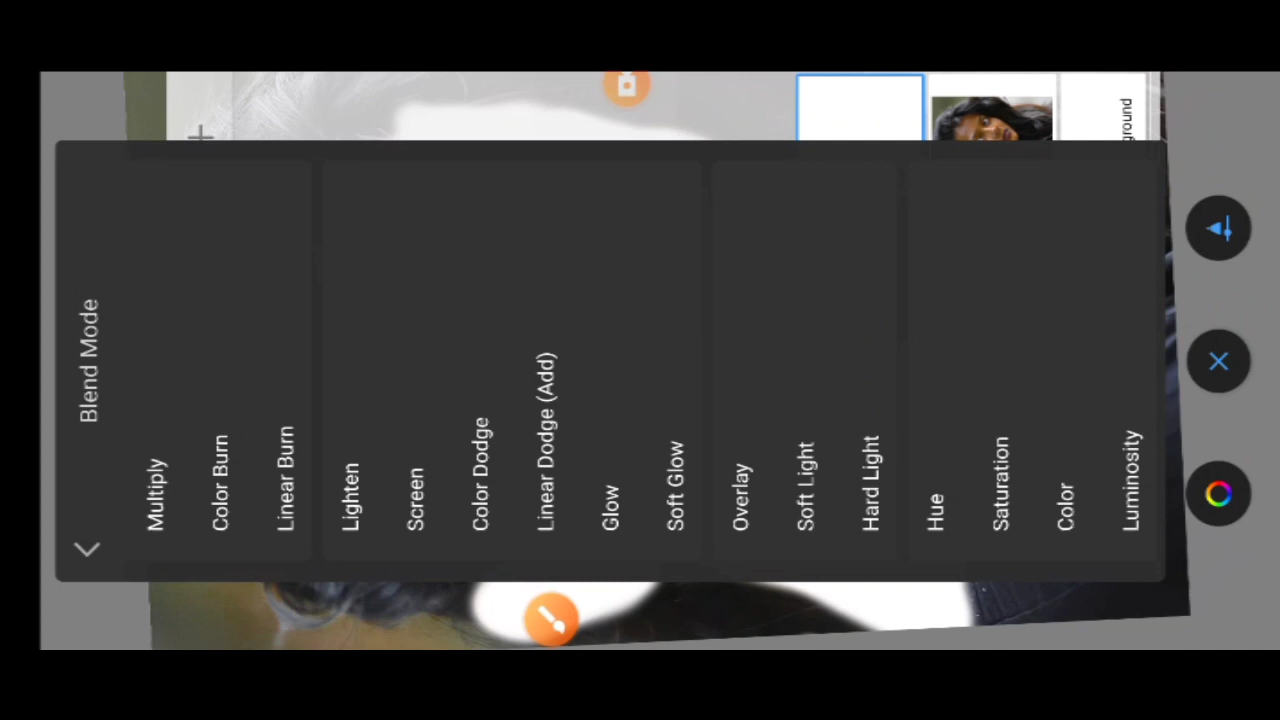 Blend Mode
Multiply
Color Burn
Linear Burn
Lighten
Screen
Color Dodge
Linear Dodge (Add)
Glow
Soft Glow
Overlay
Soft Light
Hard Light
Hue
Saturation
Color
Luminosity
ground